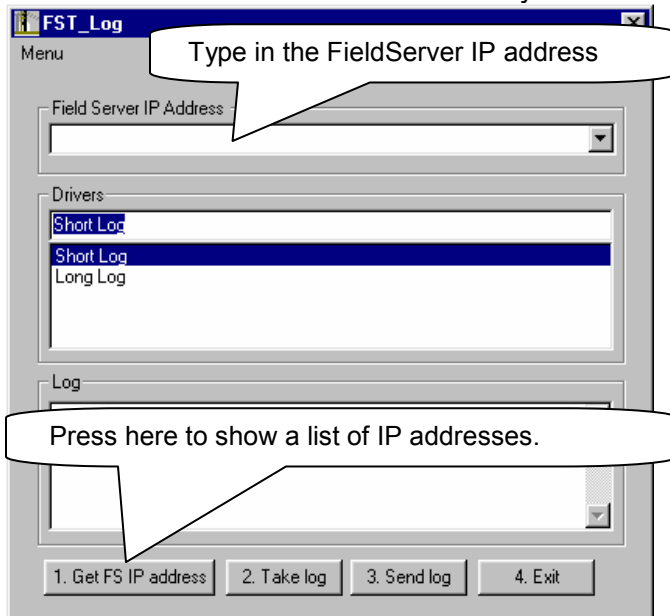 FST_Log
Menu
Type in the FieldServer IP address
Field Server IP Address
Drivers
Short Log
Short Log
Long Log
Log
Press here to show a list of IP addresses.
1. Get FS IP address
2. Take log
3. Send log
4. Exit